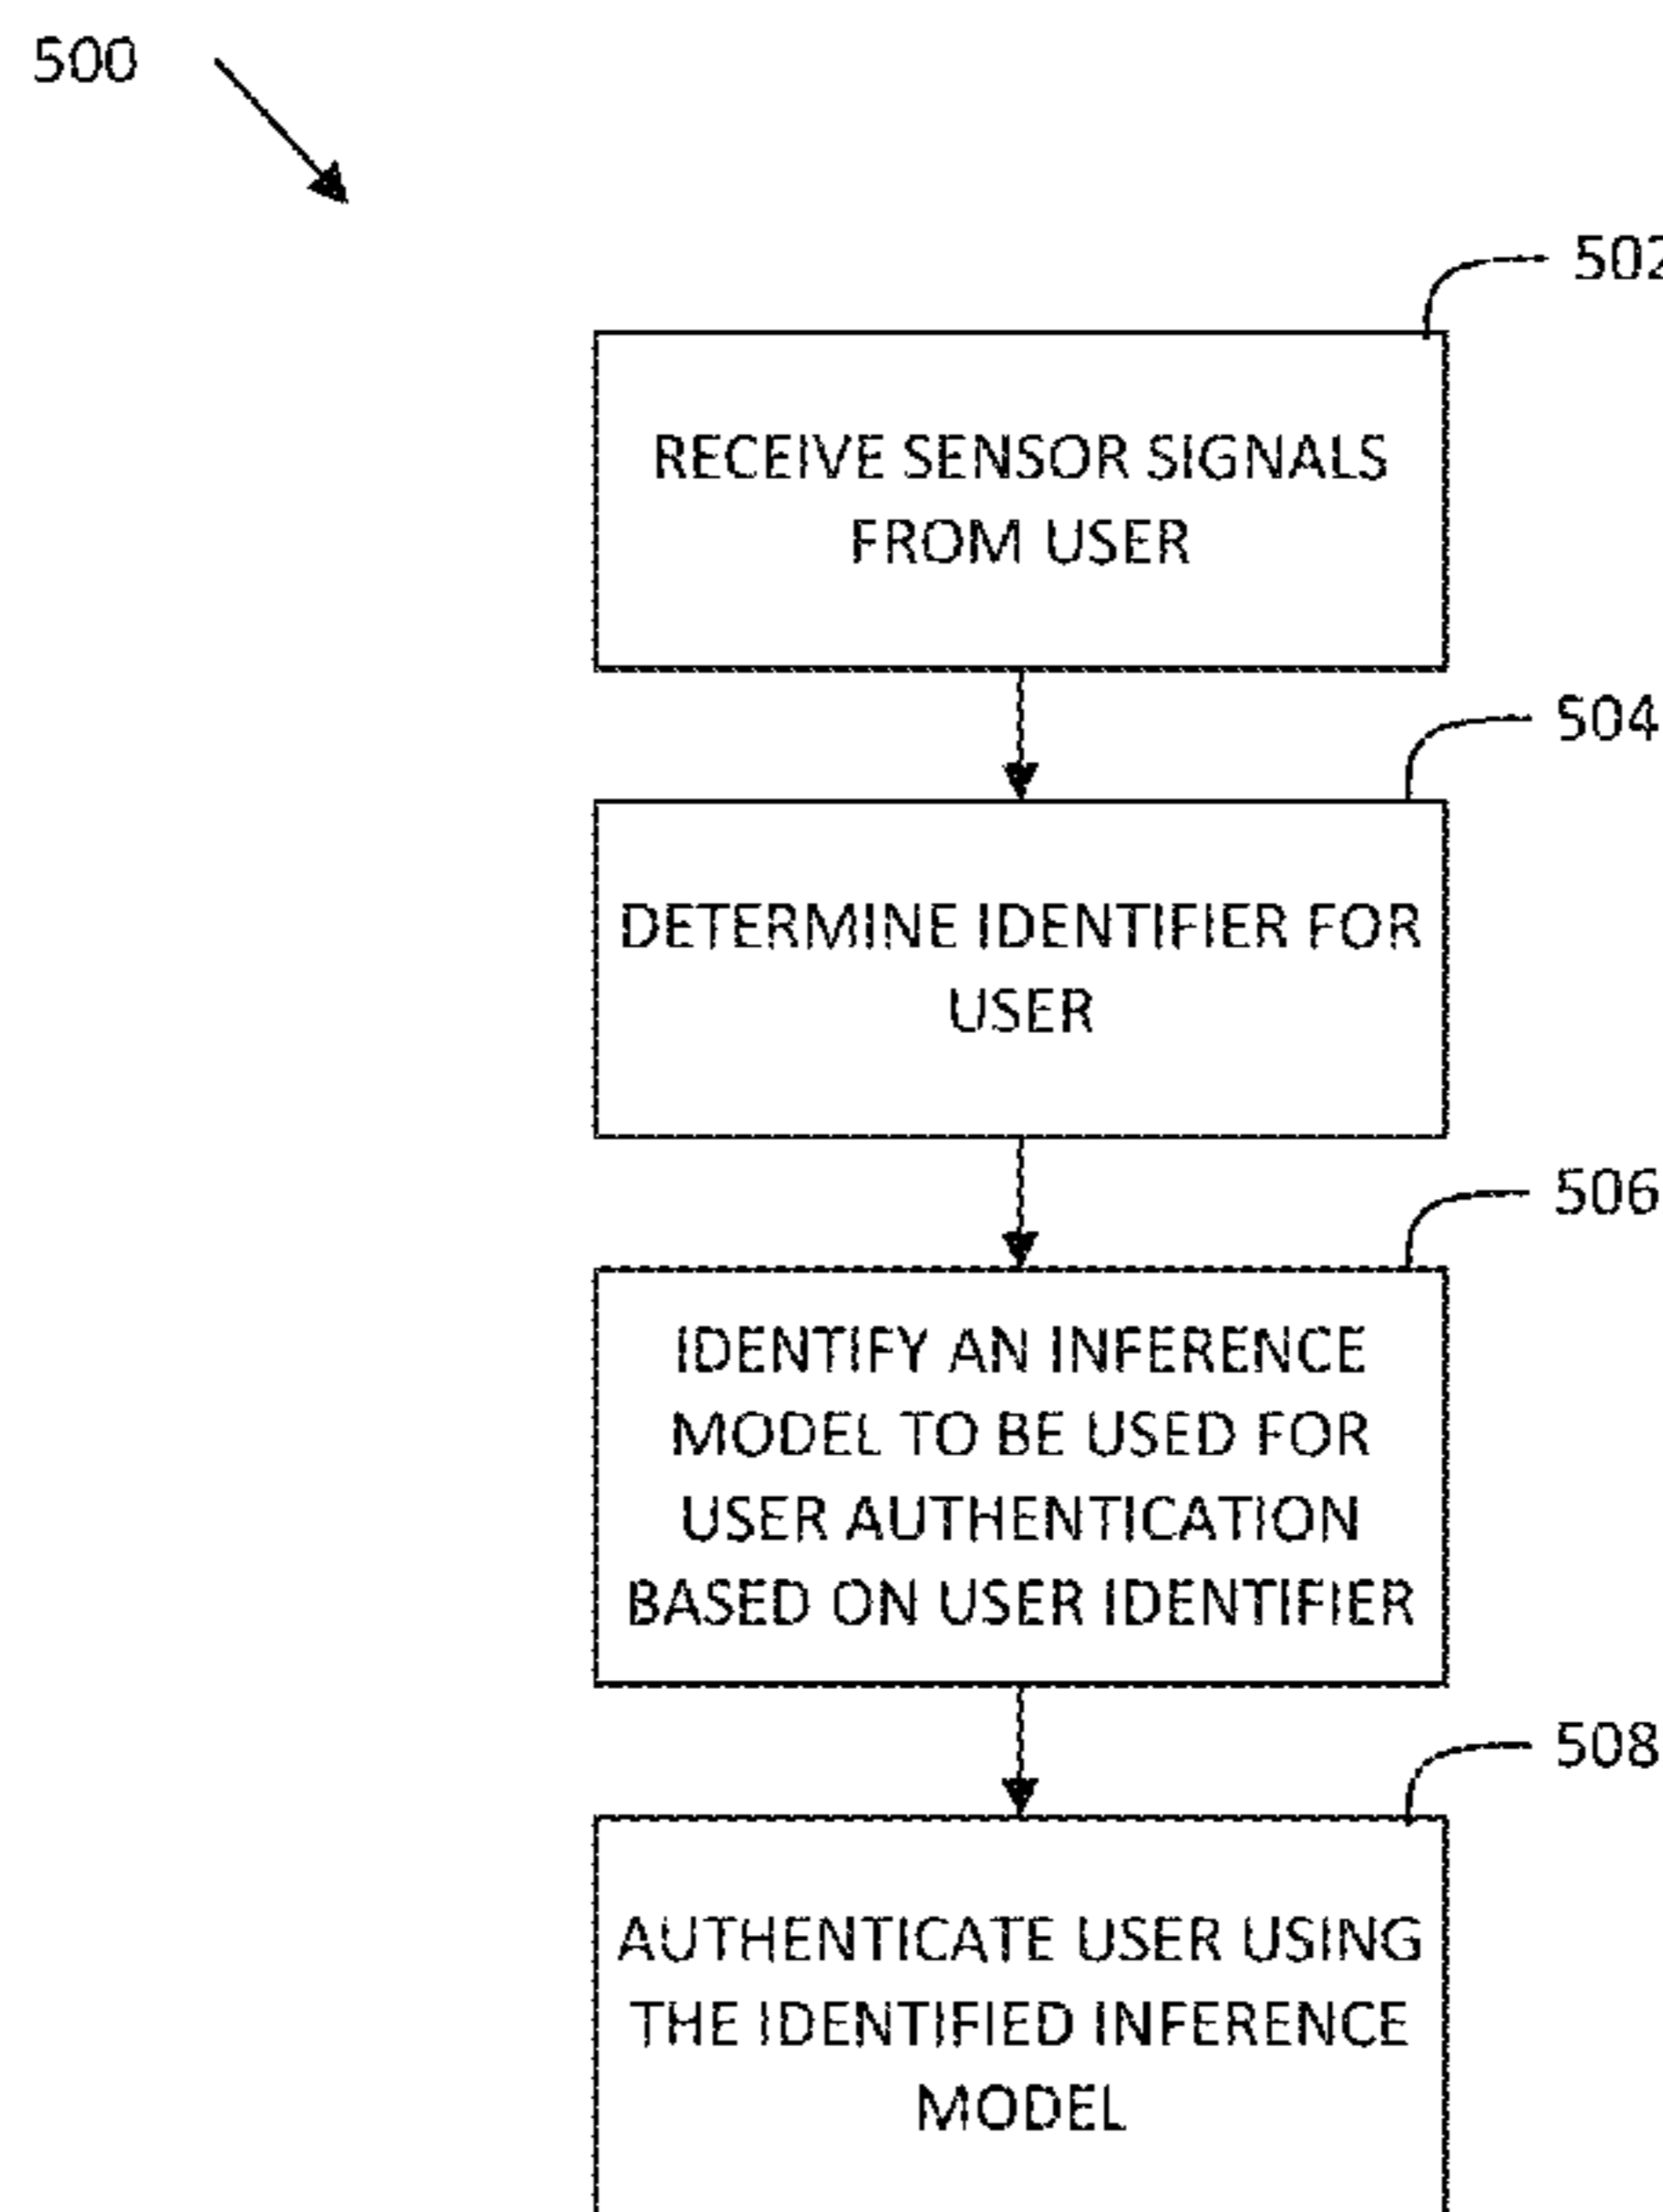 500
502
RECEIVE SENSOR SIGNALS
FROM USER
504
DETERMINE IDENTIFIER FOR
USER
506
IDENTIFY AN INFERENCE
MODEL TO BE USED FOR
USER AUTHENTICATION
BASED ON USER IDENTIFIER
508
AUTHENTICATE USER USING
THE IDENTIFIED INFERENCE
MODEL